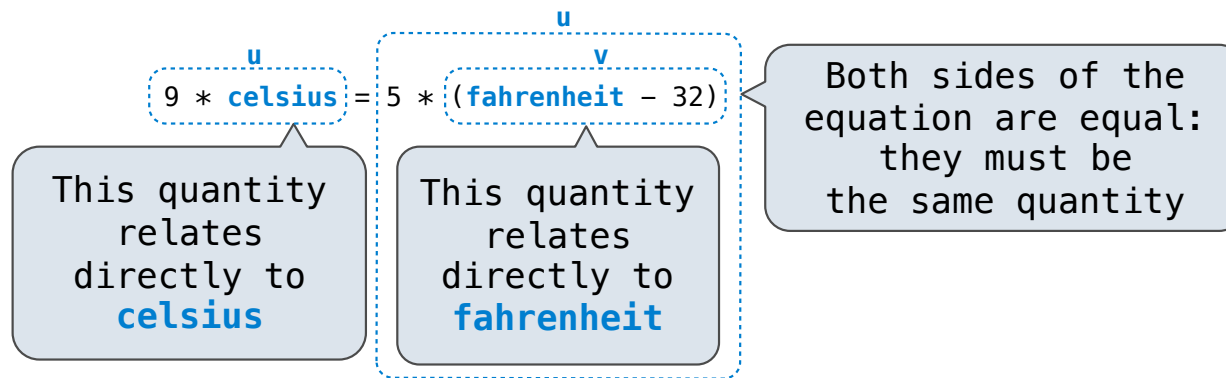 u
u
v
9 * celsius = 5 * (fahrenheit - 32)
Both sides of the
equation are equal:
they must be
the same quantity
This quantity
relates
directly to
celsius
This quantity
relates
directly to
fahrenheit